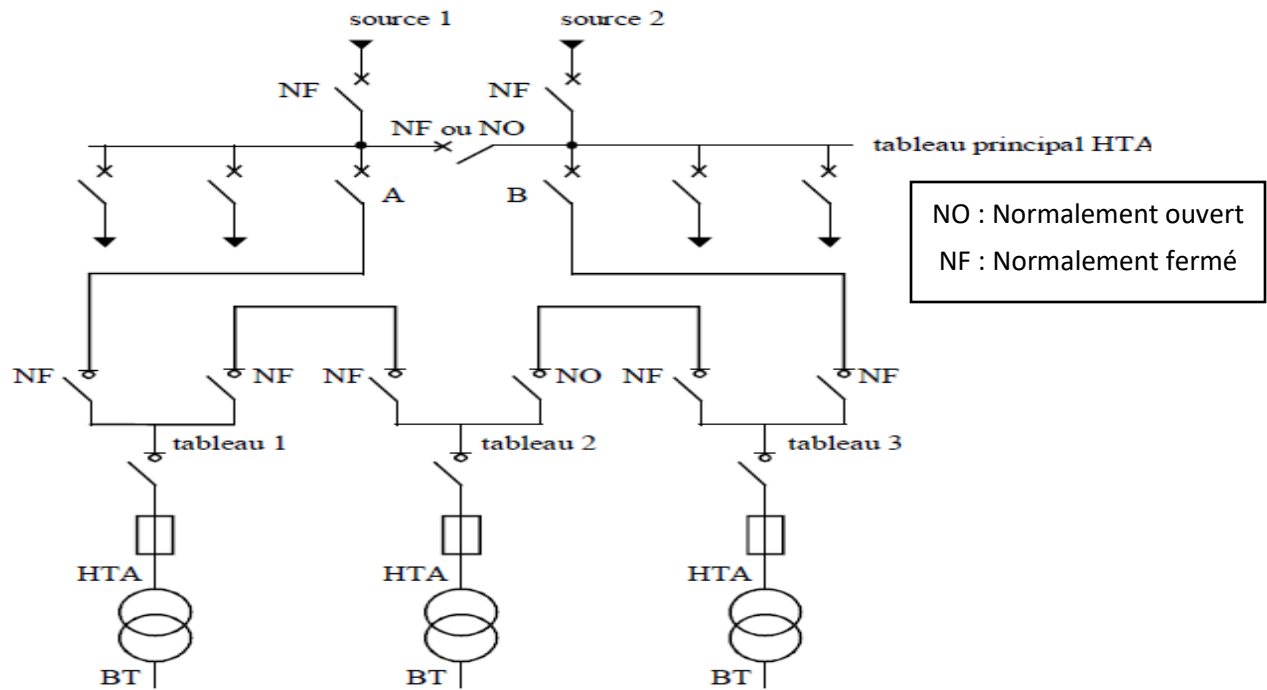 source 1 source 2
NF NF
NF ou NO
tableau principal HTA
A B
NO : Normalement ouvert
NF : Normalement fermé
NF NF NF NO NF NF
tableau 1 tableau 2 tableau 3
HTA HTA HTA
BT BT BT